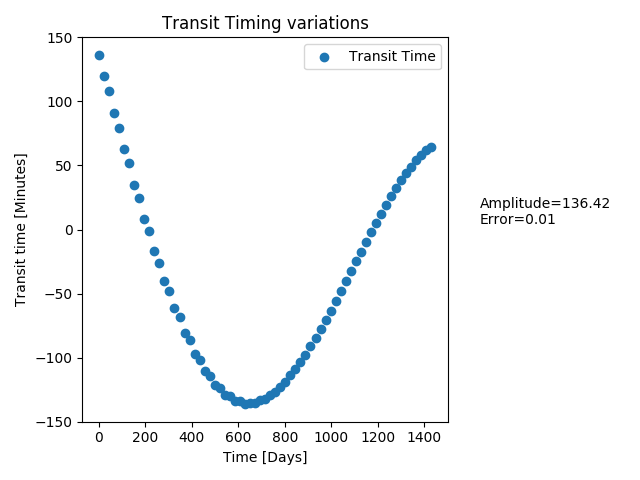 Transit Timing variations
Transit Time
150
100
50
0
−50
−100
−150
Transit time [Minutes]
0 200 400 600 800 1000 1200 1400
Time [Days]
Amplitude=136.42
Error=0.01